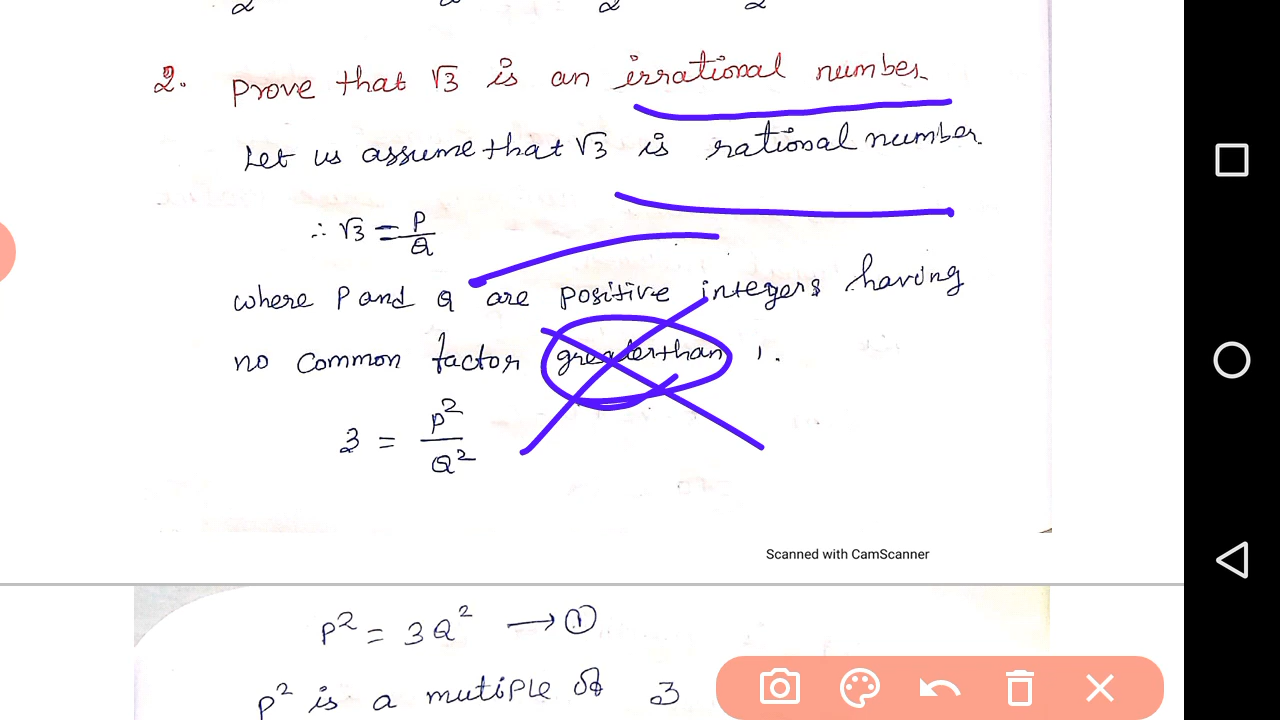 2. Prove that √3 is an irrational number.
Let us assume that √3 is rational number.
∴ √3 = P/Q
where P and Q are positive integers having
no common factor greater than 1.
3 = P²/Q²
Scanned with CamScanner
P² = 3Q² → ①
P² is a mutiple of 3